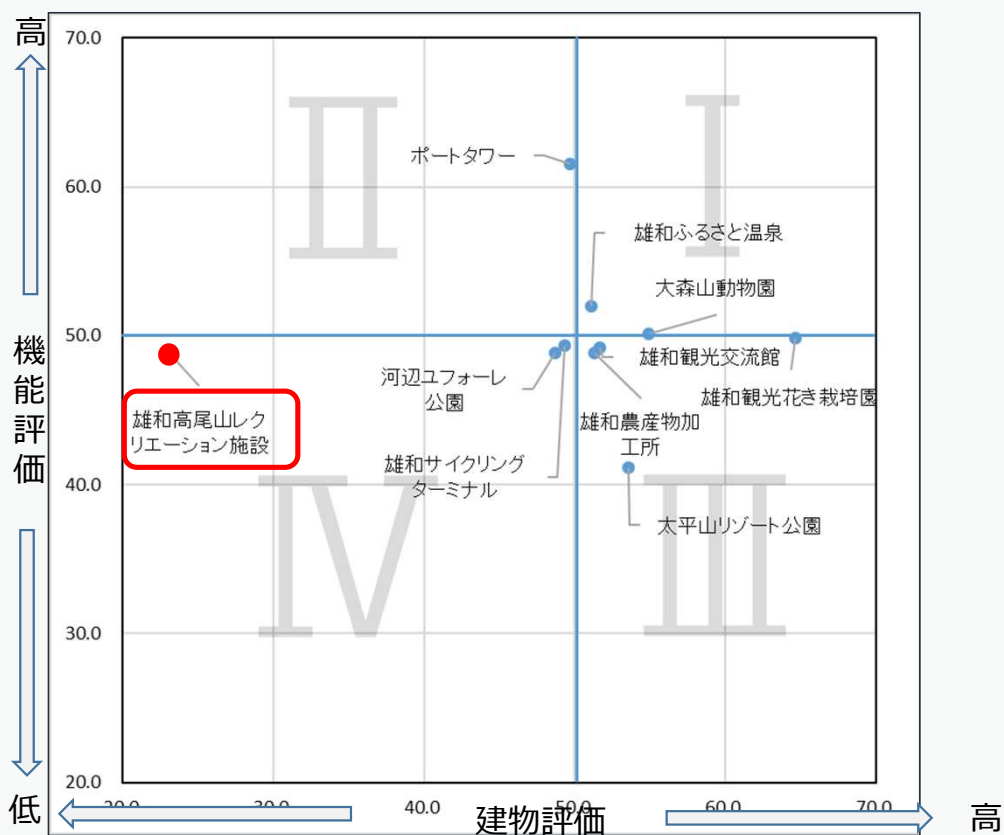 高
70.0
Ⅱ
Ⅰ
ポートタワー
60.0
雄和ふるさと温泉
大森山動物園
50.0
機能評価
雄和観光交流館
河辺ユフォーレ
公園
雄和観光花き栽培園
雄和高尾山レク
リエーション施設
雄和農産物加
工所
雄和サイクリング
ターミナル
40.0
Ⅳ
Ⅲ
太平山リゾート公園
30.0
20.0
低
20.0
30.0
40.0
50.0
60.0
70.0
建物評価
高